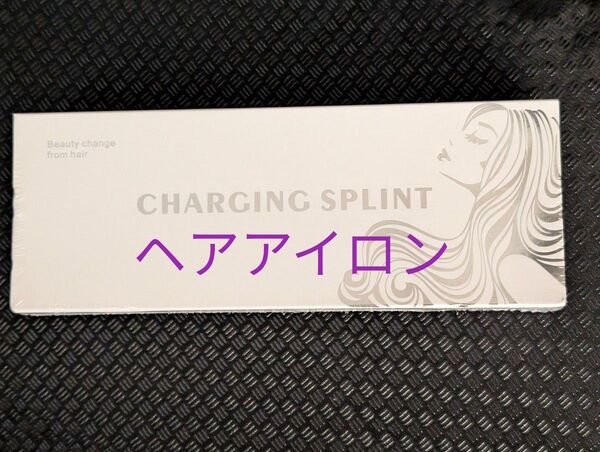 Beauty change
from hair
CHARGING SPLINT
ヘアアイロン